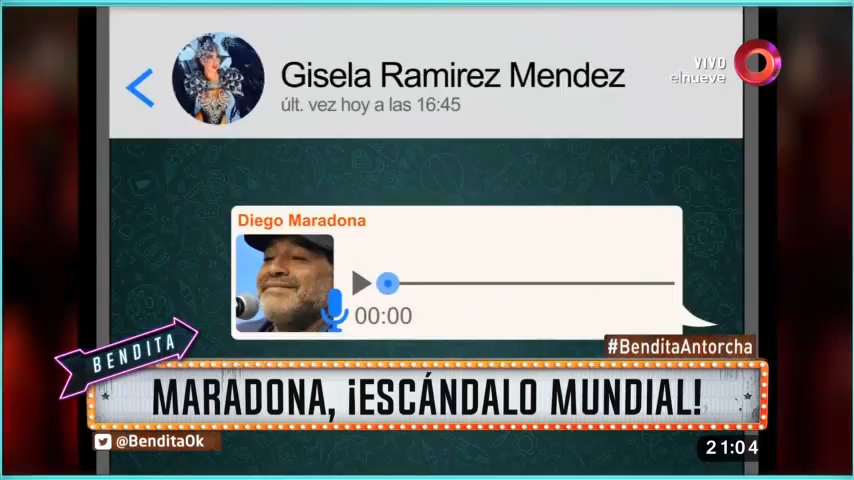 Gisela Ramirez Mendez
últ. vez hoy a las 16:45
VIVO
elnueve
Diego Maradona
00:00
#BenditaAntorcha
BENDITA
MARADONA, ¡ESCÁNDALO MUNDIAL!
@BenditaOk
21:04